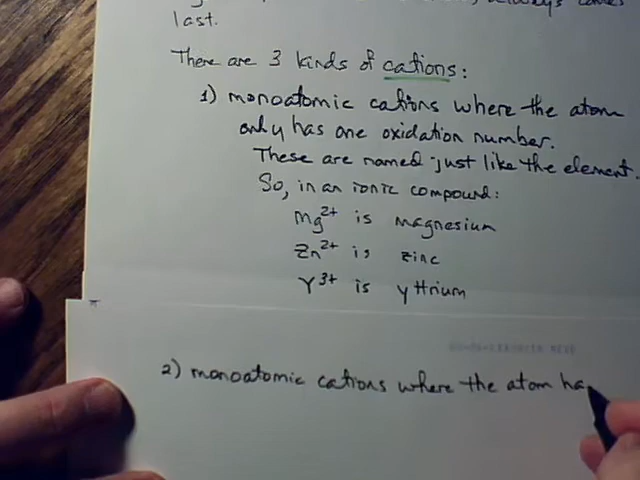 always comes
last.
There are 3 kinds of cations:
1) monoatomic cations where the atom
only has one oxidation number.
These are named just like the element.
So, in an ionic compound:
Mg2+ is magnesium
Zn2+ is zinc
Y3+ is yttrium
2) monoatomic cations where the atom ha